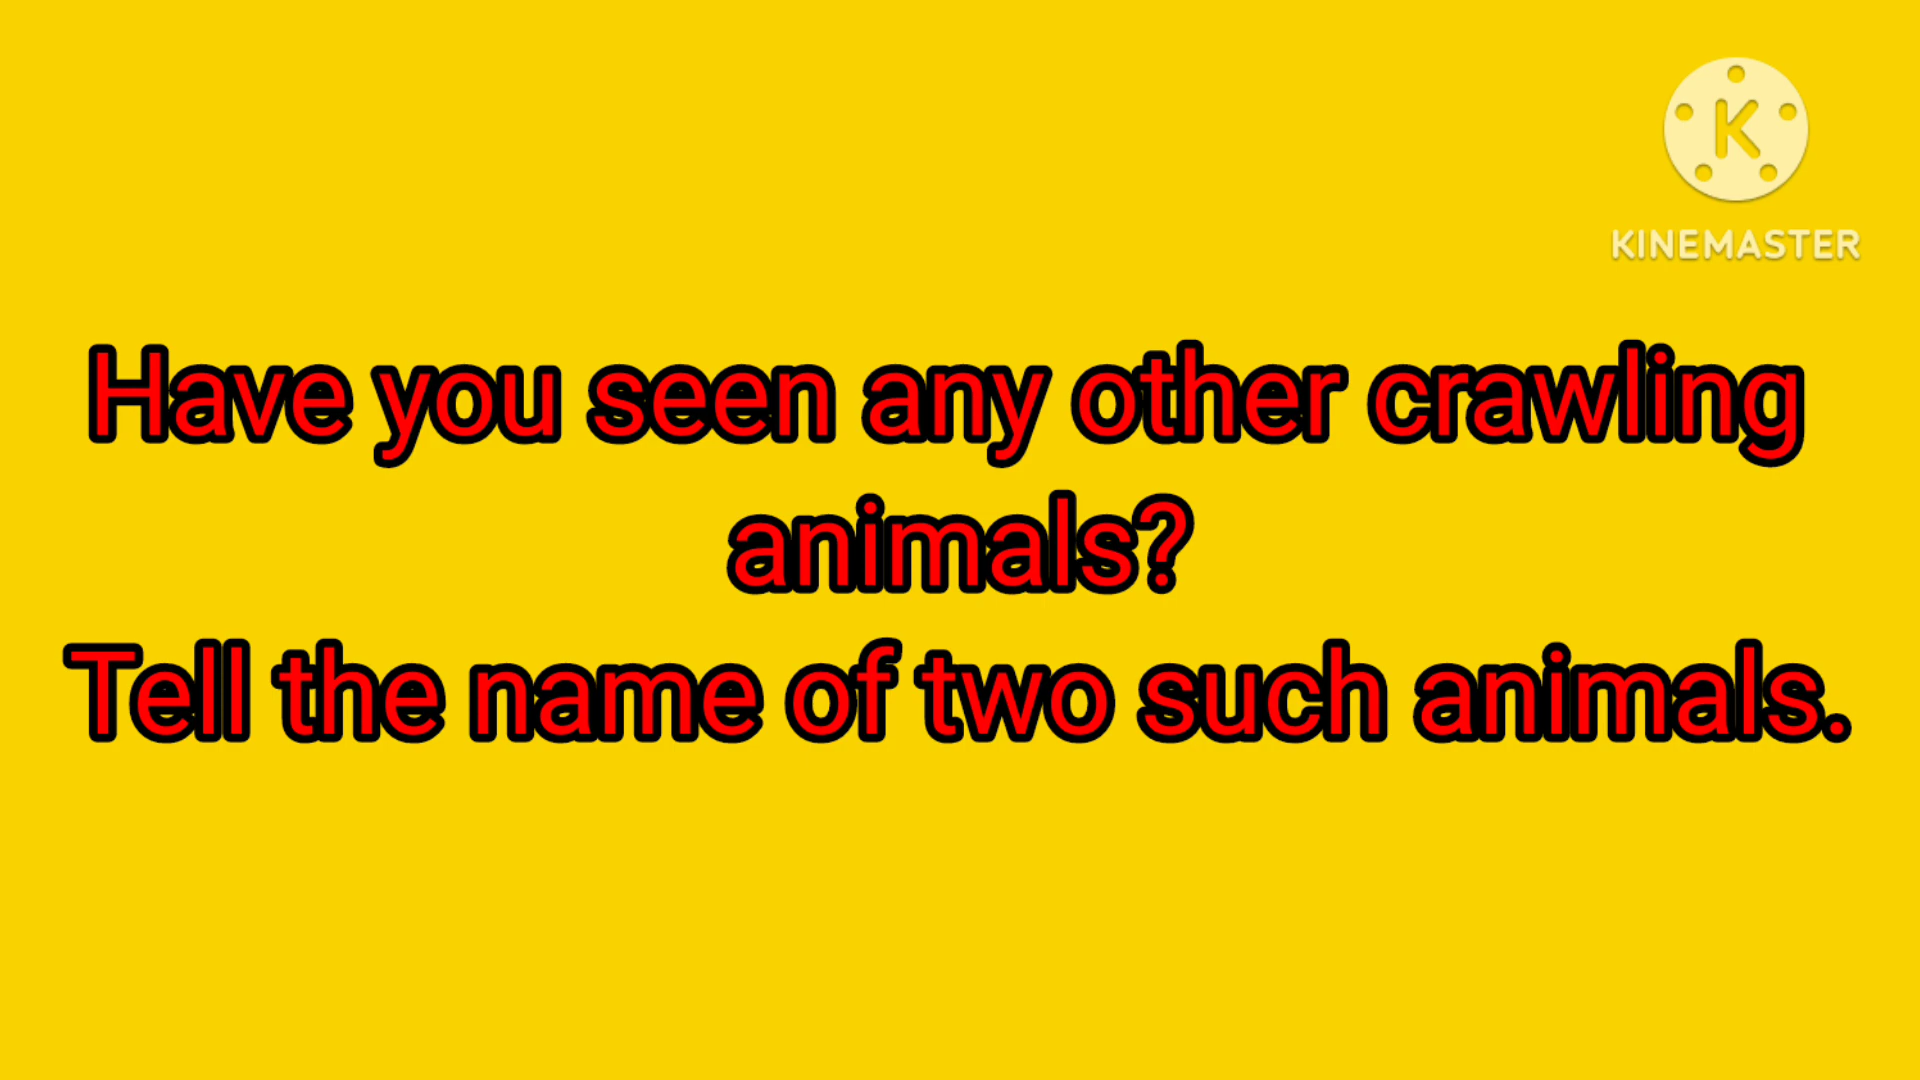 K
KINEMASTER
Have you seen any other crawling
animals?
Tell the name of two such animals.